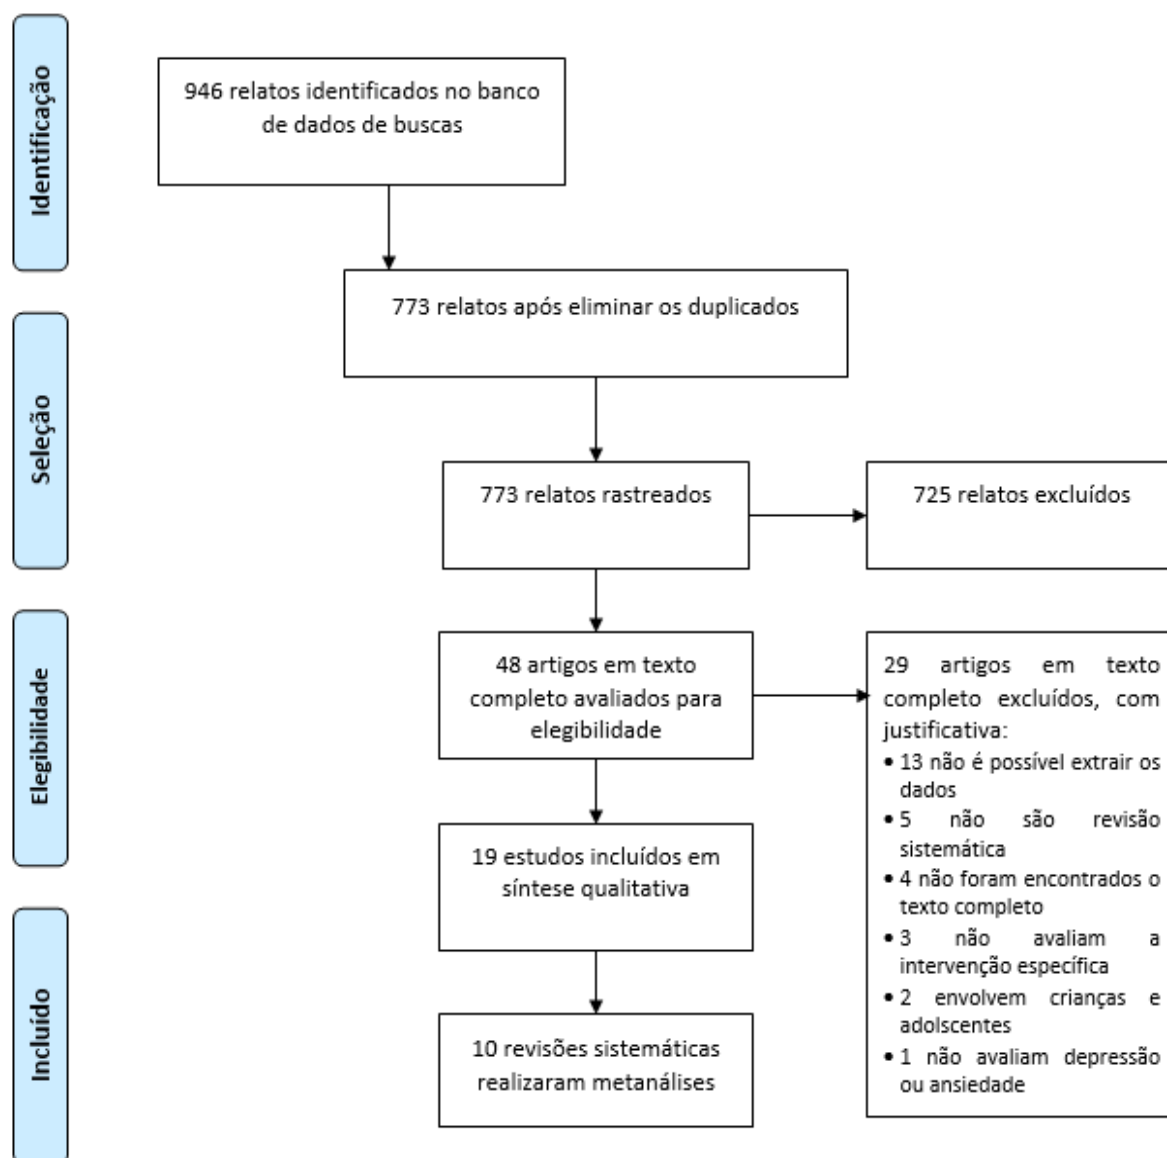 Identificação
946 relatos identificados no banco
de dados de buscas
773 relatos após eliminar os duplicados
Seleção
773 relatos rastreados
725 relatos excluídos
Elegibilidade
48 artigos em texto
completo avaliados para
elegibilidade
29 artigos em texto
completo excluídos, com
justificativa:
• 13 não é possível extrair os
dados
• 5 não são revisão
sistemática
• 4 não foram encontrados o
texto completo
• 3 não avaliam a
intervenção específica
• 2 envolvem crianças e
adolscentes
• 1 não avaliam depressão
ou ansiedade
19 estudos incluídos em
síntese qualitativa
Incluído
10 revisões sistemáticas
realizaram metanálises